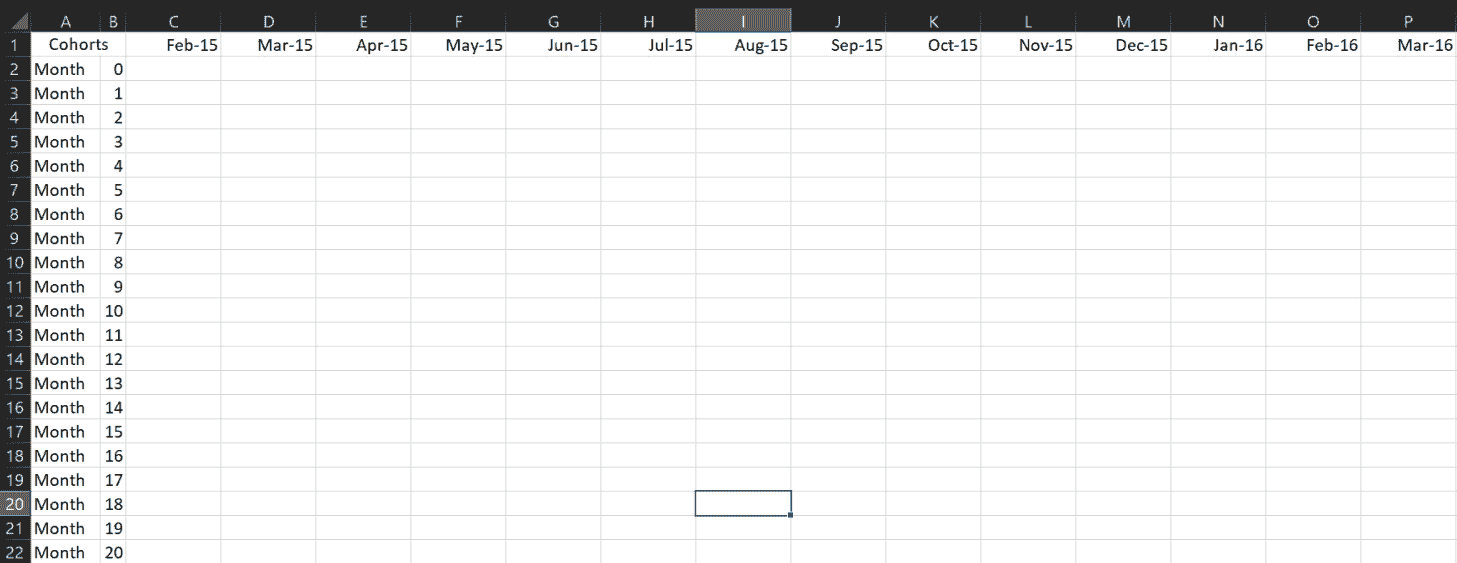 A B C D E F G H I J K L M N O P
1 Cohorts Feb-15 Mar-15 Apr-15 May-15 Jun-15 Jul-15 Aug-15 Sep-15 Oct-15 Nov-15 Dec-15 Jan-16 Feb-16 Mar-16
2 Month 0
3 Month 1
4 Month 2
5 Month 3
6 Month 4
7 Month 5
8 Month 6
9 Month 7
10 Month 8
11 Month 9
12 Month 10
13 Month 11
14 Month 12
15 Month 13
16 Month 14
17 Month 15
18 Month 16
19 Month 17
20 Month 18
21 Month 19
22 Month 20